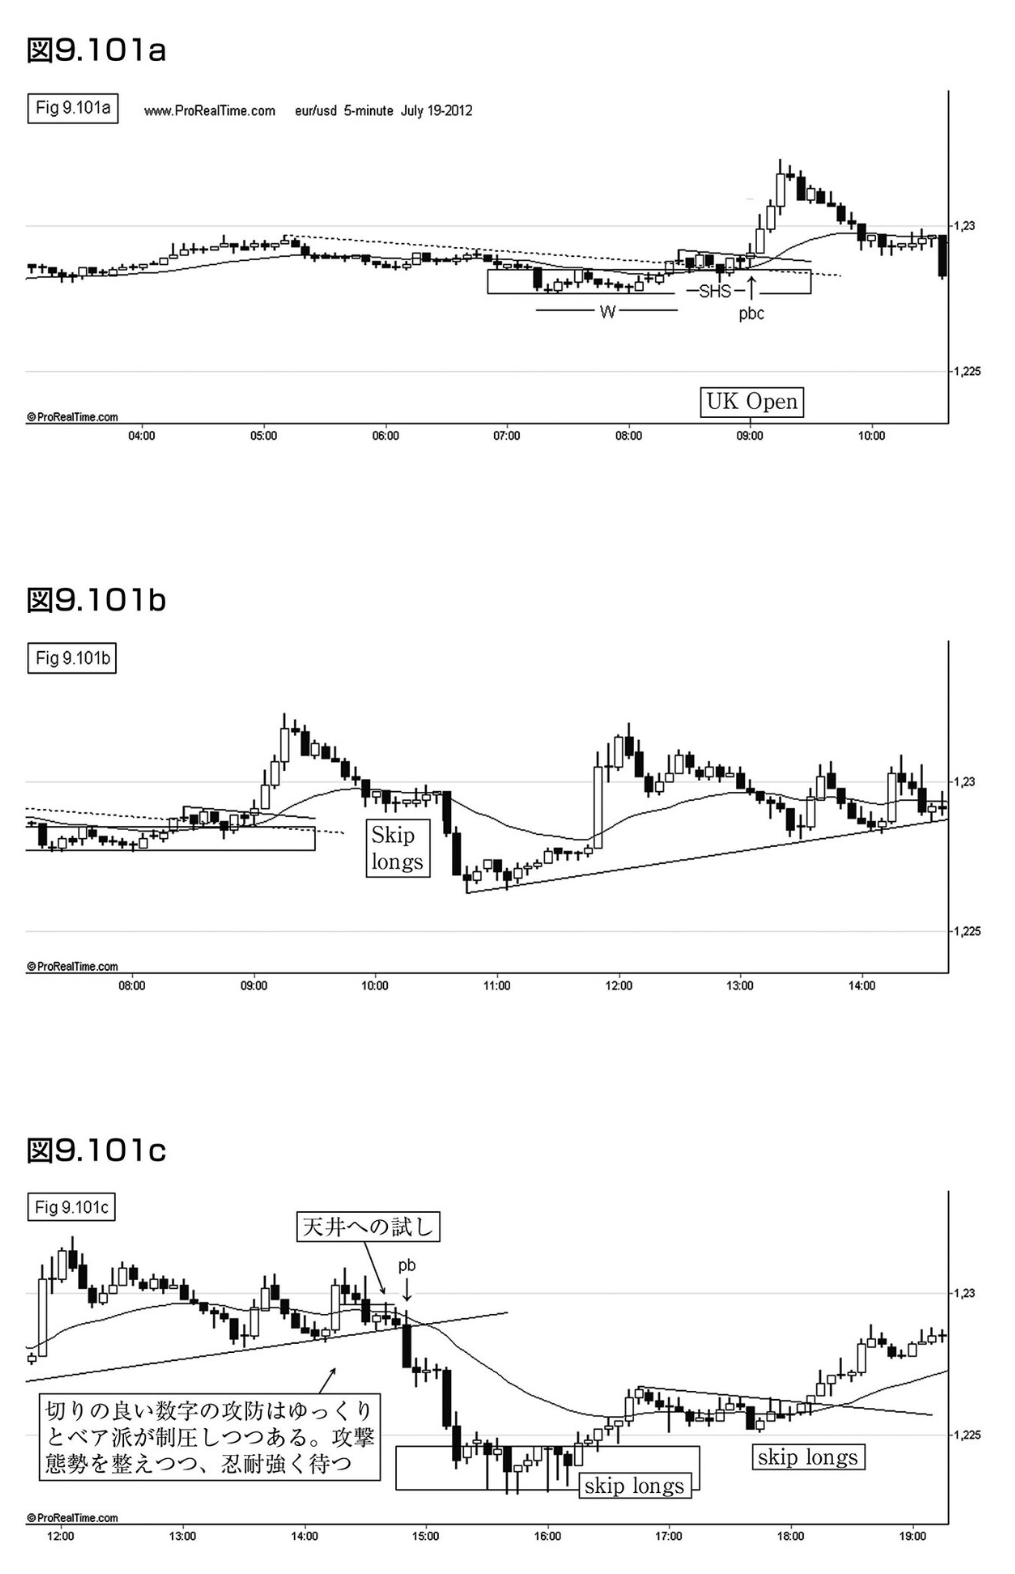 図9.101a
Fig 9.101a
www.ProRealTime.com eur/usd 5-minute July 19-2012
1,23
SHS
W
pbc
1,225
UK Open
©ProRealTime.com
04:00 05:00 06:00 07:00 08:00 09:00 10:00
図9.101b
Fig 9.101b
1,23
Skip
longs
1,225
©ProRealTime.com
08:00 09:00 10:00 11:00 12:00 13:00 14:00
図9.101c
Fig 9.101c
天井への試し
pb
1,23
切りの良い数字の攻防はゆっくり
とベア派が制圧しつつある。攻撃
態勢を整えつつ、忍耐強く待つ
1,225
skip longs
skip longs
©ProRealTime.com
12:00 13:00 14:00 15:00 16:00 17:00 18:00 19:00